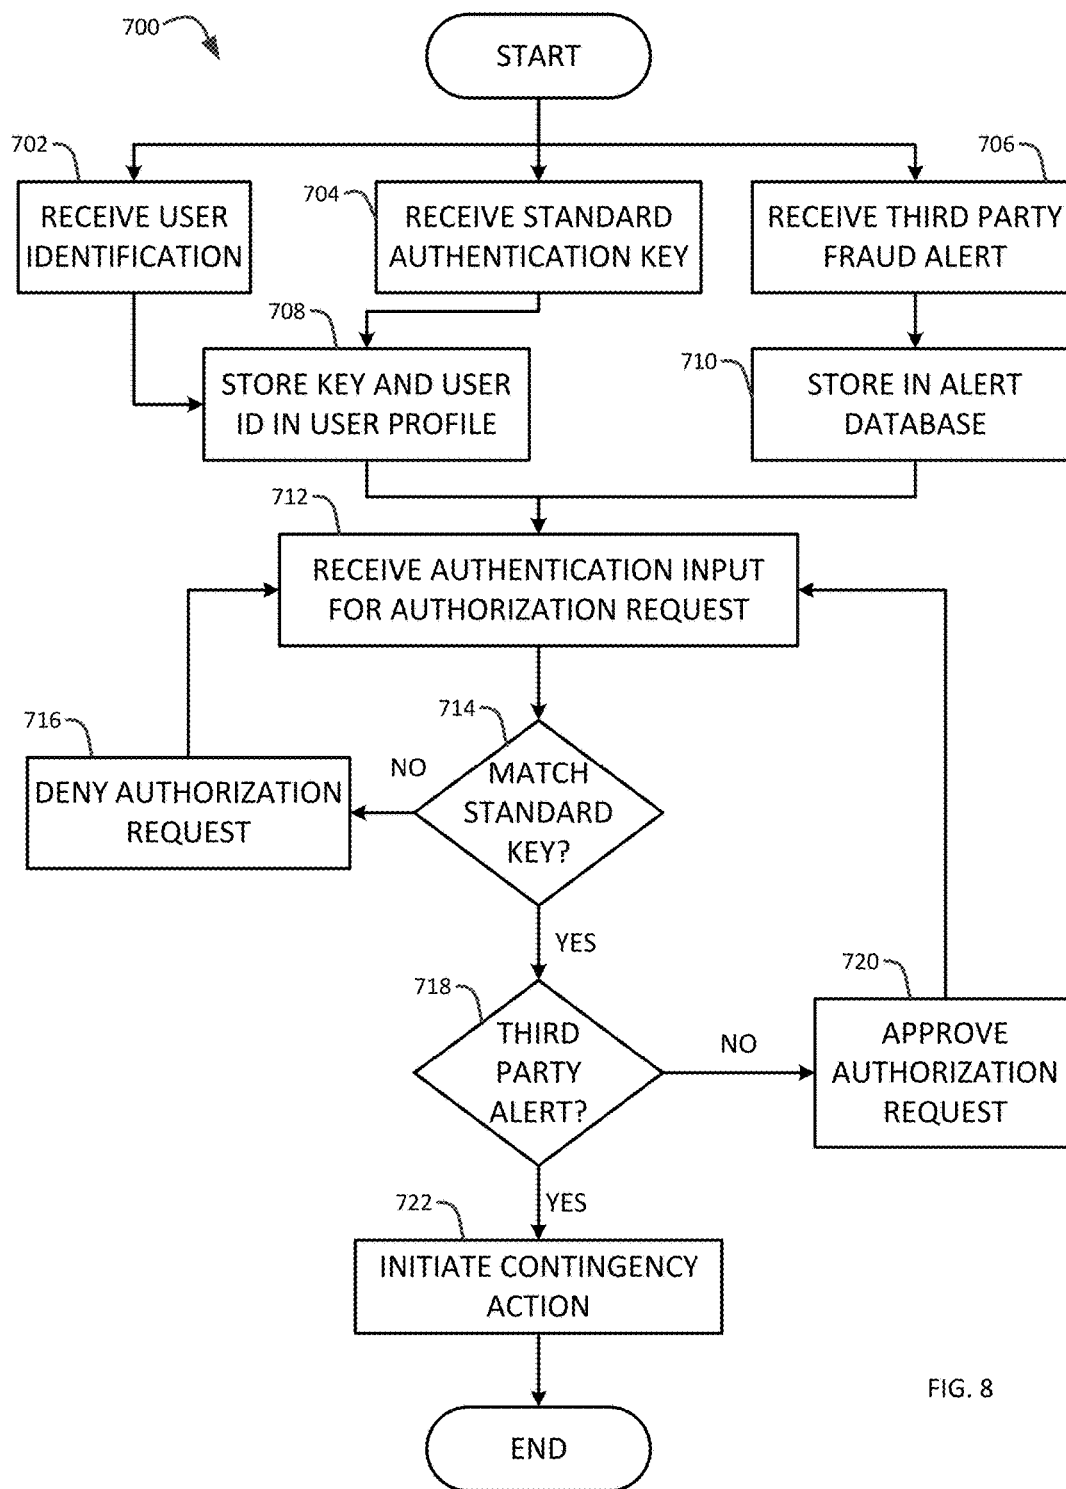 700
START
702
RECEIVE USER
IDENTIFICATION
704
RECEIVE STANDARD
AUTHENTICATION KEY
706
RECEIVE THIRD PARTY
FRAUD ALERT
708
STORE KEY AND USER
ID IN USER PROFILE
710
STORE IN ALERT
DATABASE
712
RECEIVE AUTHENTICATION INPUT
FOR AUTHORIZATION REQUEST
714
MATCH
STANDARD
KEY?
NO
716
DENY AUTHORIZATION
REQUEST
YES
718
THIRD
PARTY
ALERT?
NO
720
APPROVE
AUTHORIZATION
REQUEST
YES
722
INITIATE CONTINGENCY
ACTION
END
FIG. 8